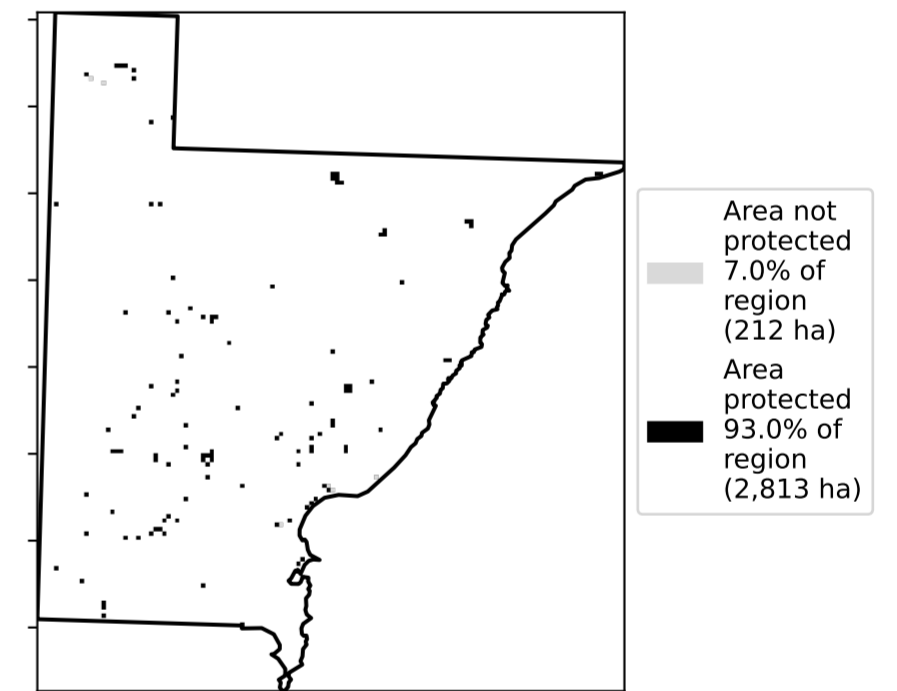 Area not
protected
7.0% of
region
(212 ha)
Area
protected
93.0% of
region
(2,813 ha)